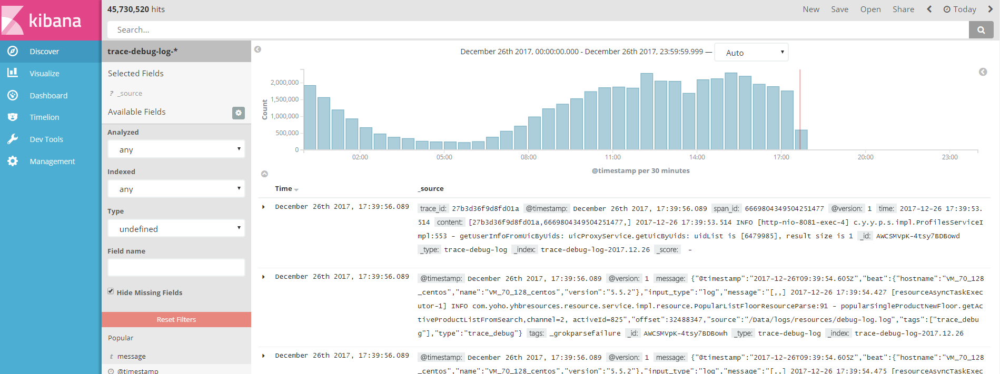 kibana
Discover
Visualize
Dashboard
Timelion
Dev Tools
Management
45,730,520 hits
New Save Open Share Today
Search...
trace-debug-log-*
Selected Fields
? _source
Available Fields
Analyzed
any
Indexed
any
Type
undefined
Field name
Hide Missing Fields
Reset Filters
Popular
t message
@timestamp
December 26th 2017, 00:00:00.000 - December 26th 2017, 23:59:59.999 — Auto
Count
2,000,000
1,500,000
1,000,000
500,000
0
02:00 05:00 08:00 11:00 14:00 17:00 20:00 23:00
@timestamp per 30 minutes
Time _source
December 26th 2017, 17:39:56.089 trace_id: 27b3d36f9d8fd01a @timestamp: December 26th 2017, 17:39:56.089 span_id: 6669804349504251477 @version: 1 time: 2017-12-26 17:39:53.
514 content: [27b3d36f9d8fd01a,6669804349504251477,] 2017-12-26 17:39:53.514 INFO [http-nio-8081-exec-4] c.y.y.p.s.impl.ProfilesServiceI
mpl:553 - getUserInfoFromUicByUids: uicProxyService.getUicByUids: uidList is [6479985], result size is 1 _id: AWCSMVpK-4tsy7BDBowd
_type: trace-debug-log _index: trace-debug-log-2017.12.26 _score: -
December 26th 2017, 17:39:56.089 @timestamp: December 26th 2017, 17:39:56.089 @version: 1 message: {"@timestamp":"2017-12-26T09:39:54.605Z","beat":{"hostname":"VM_70_128
_centos","name":"VM_70_128_centos","version":"5.5.2"},"input_type":"log","message":"[,,] 2017-12-26 17:39:54.427 [resourceAsyncTaskExec
utor-1] INFO com.yoho.yhbresources.resource.service.impl.resource.PopularListFloorResourceParse:91 - popularSingleProductNewFloor.getAc
tiveProductListFromSearch,channel=2, activeId=825","offset":32488347,"source":"/Data/logs/resources/debug-log.log","tags":["trace_debu
g"],"type":"trace_debug"} tags: _grokparsefailure _id: AWCSMVpK-4tsy7BDBowh _type: trace-debug-log _index: trace-debug-log-2017.12.26
December 26th 2017, 17:39:56.089 @timestamp: December 26th 2017, 17:39:56.089 @version: 1 message: {"@timestamp":"2017-12-26T09:39:54.605Z","beat":{"hostname":"VM_70_128
_centos","name":"VM_70_128_centos","version":"5.5.2"},"input_type":"log","message":"[,,] 2017-12-26 17:39:54.475 [resourceAsyncTaskExec